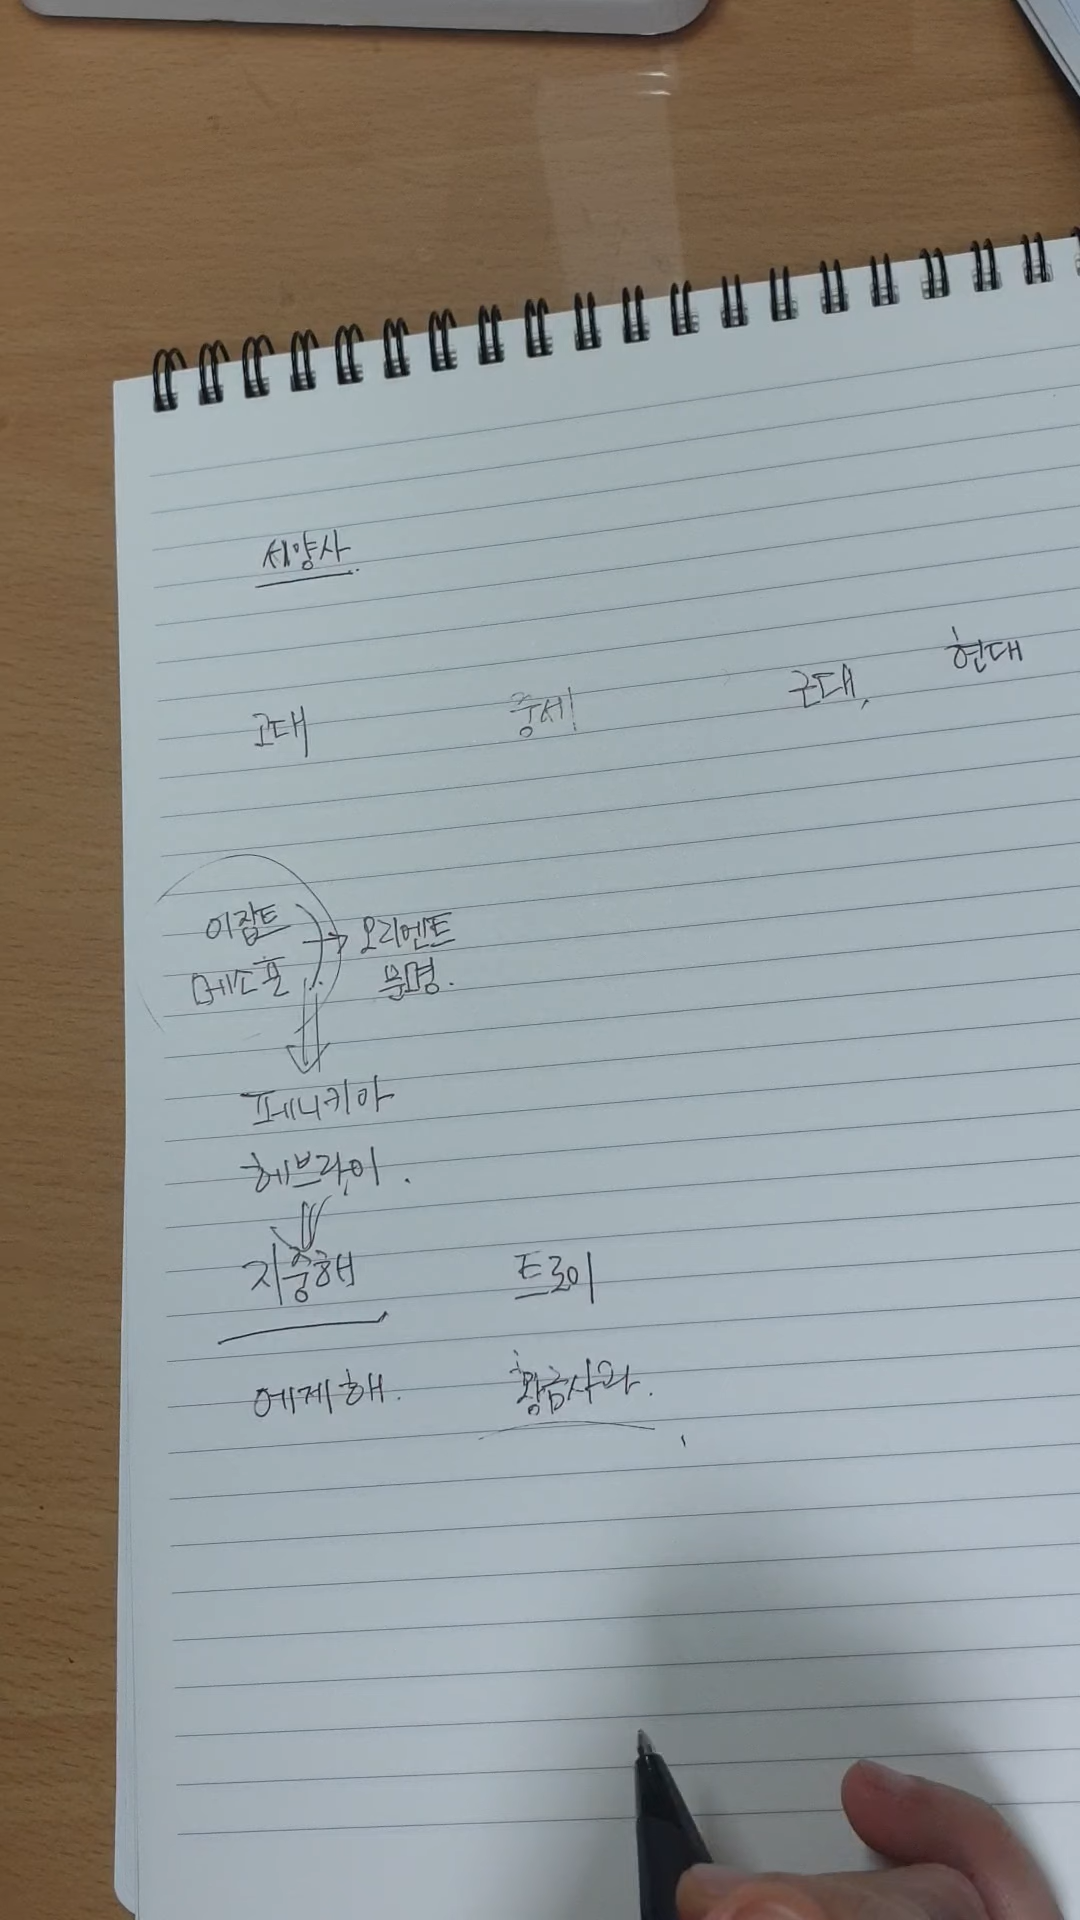 서양사
고대 중세 근대, 현대
이집트 → 오리엔트
메소포 문명.
페니키아
헤브라이.
지중해 트로이
에게해. 황금사과.